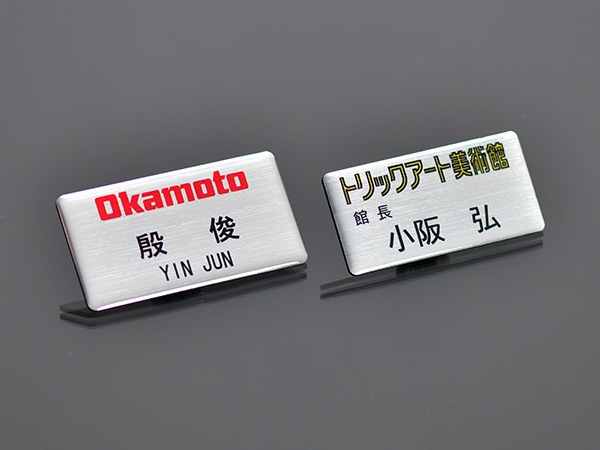 Okamoto
殷 俊
YIN JUN
トリックアート美術館
館長
小阪 弘